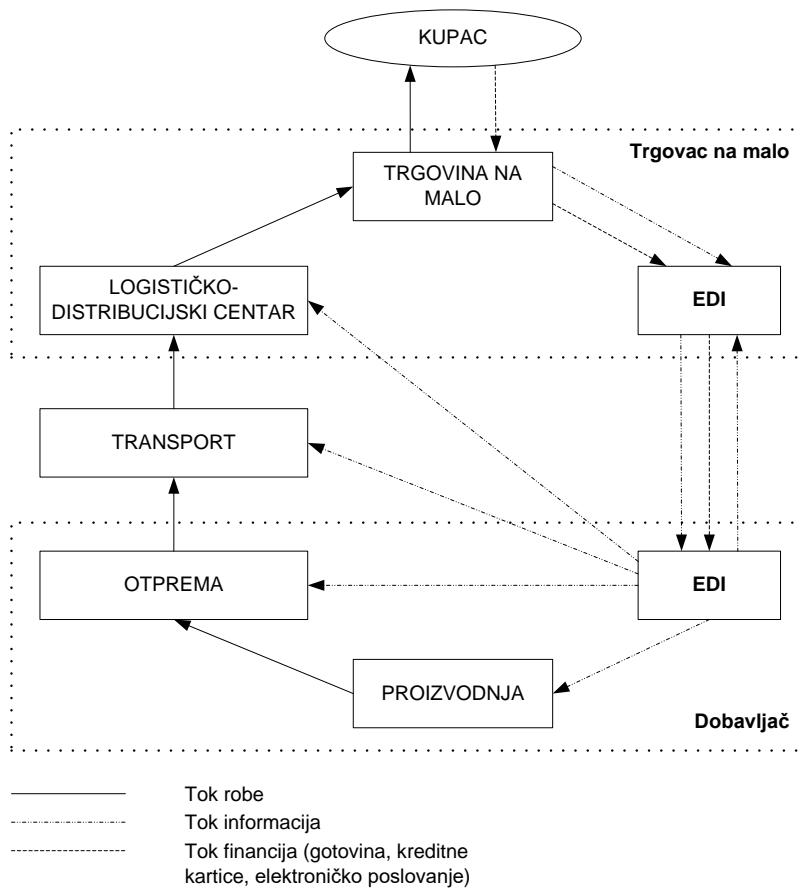 KUPAC
Trgovac na malo
TRGOVINA NA
MALO
LOGISTIČKO-
DISTRIBUCIJSKI CENTAR
EDI
TRANSPORT
OTPREMA
EDI
PROIZVODNJA
Dobavljač
Tok robe
Tok informacija
Tok financija (gotovina, kreditne
kartice, elektroničko poslovanje)